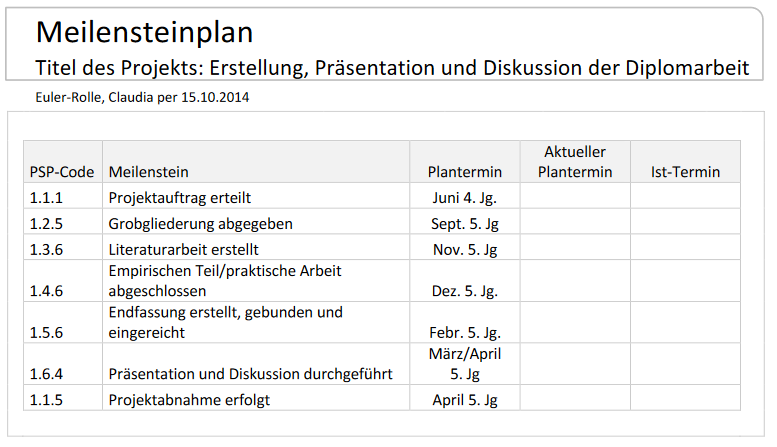 Meilensteinplan
Titel des Projekts: Erstellung, Präsentation und Diskussion der Diplomarbeit
Euler-Rolle, Claudia per 15.10.2014
PSP-Code Meilenstein Plantermin Aktueller Plantermin Ist-Termin
1.1.1 Projektauftrag erteilt Juni 4. Jg.
1.2.5 Grobgliederung abgegeben Sept. 5. Jg
1.3.6 Literaturarbeit erstellt Nov. 5. Jg
1.4.6 Empirischen Teil/praktische Arbeit abgeschlossen Dez. 5. Jg.
1.5.6 Endfassung erstellt, gebunden und eingereicht Febr. 5. Jg.
1.6.4 Präsentation und Diskussion durchgeführt März/April 5. Jg
1.1.5 Projektabnahme erfolgt April 5. Jg